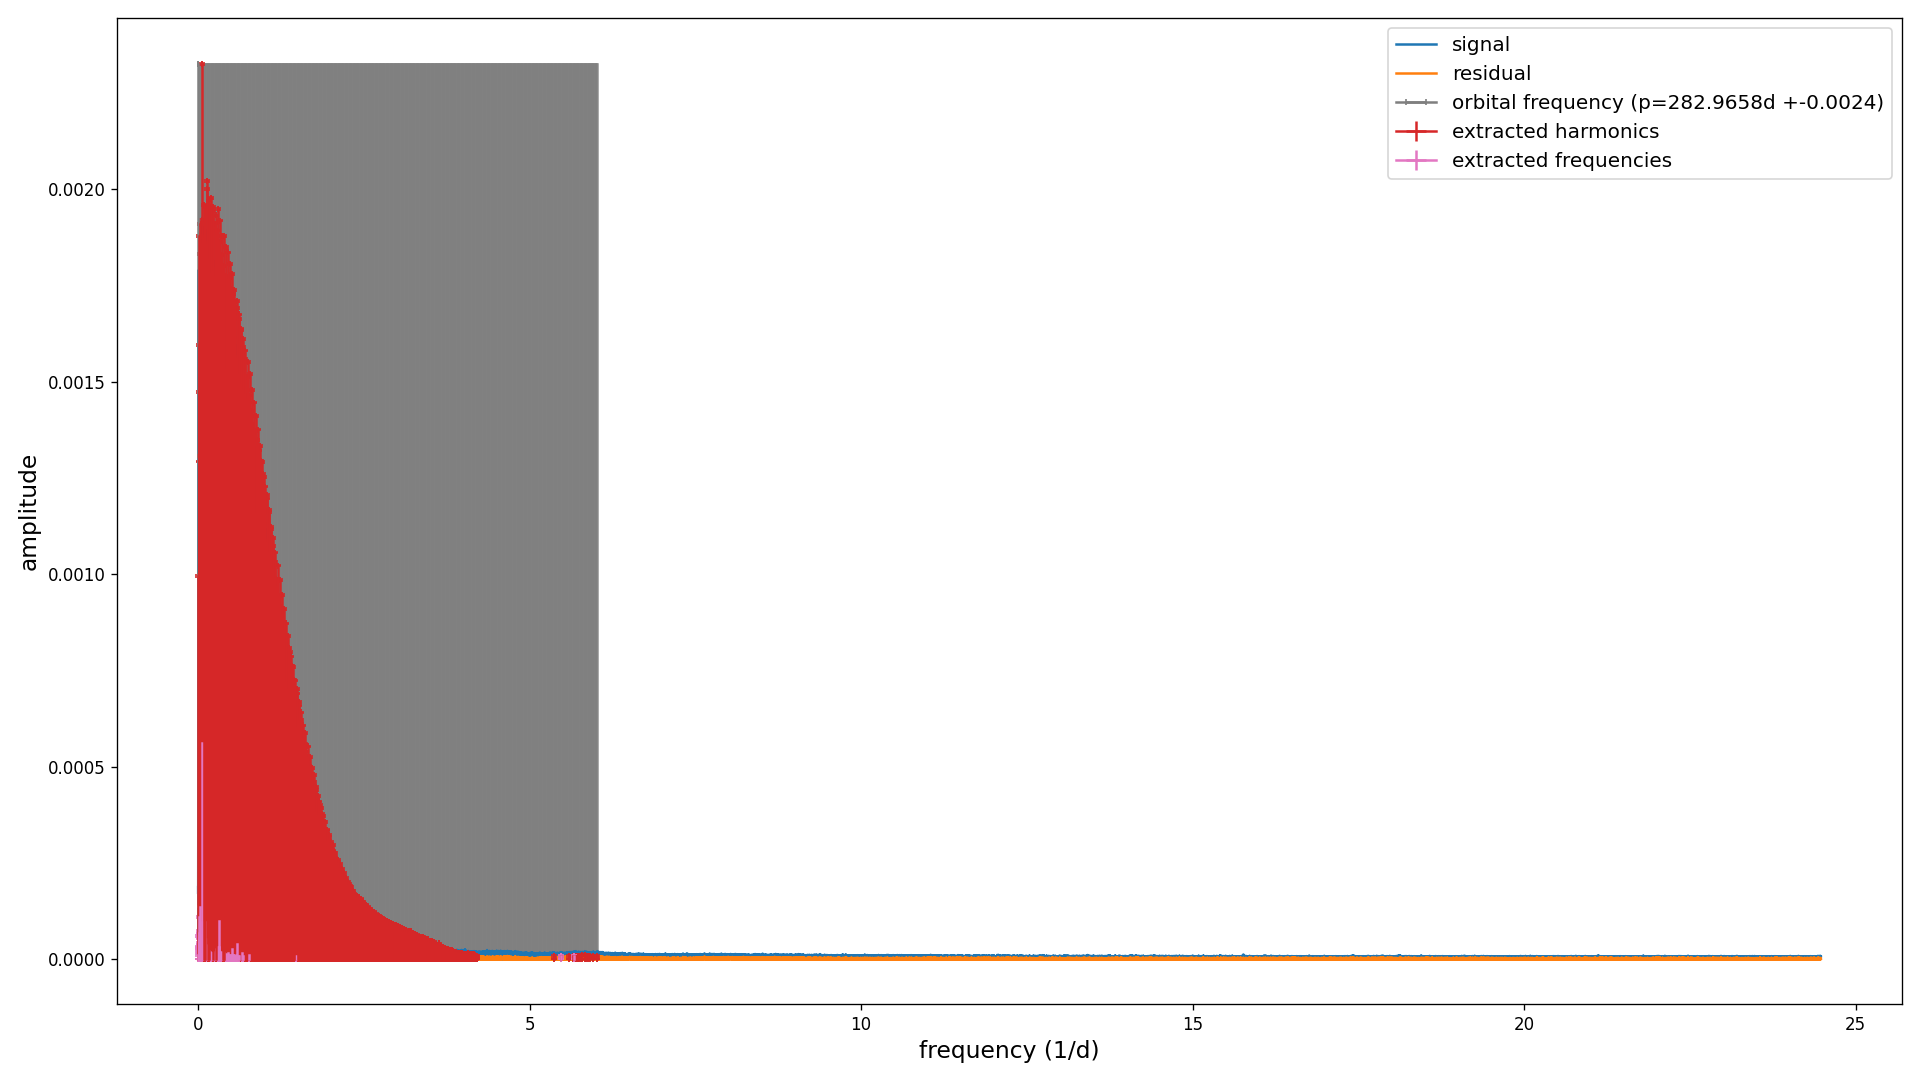 signal
residual
orbital frequency (p=282.9658d +-0.0024)
extracted harmonics
extracted frequencies
amplitude
0.0020
0.0015
0.0010
0.0005
0.0000
0 5 10 15 20 25
frequency (1/d)